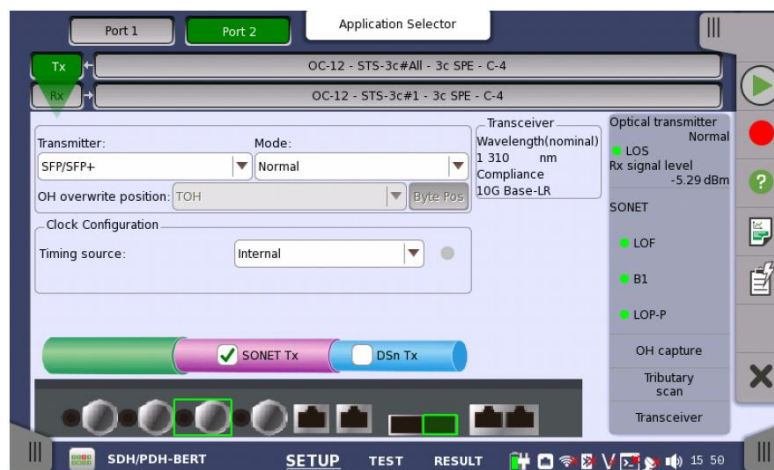 Port 1
Port 2
Application Selector
Tx
OC-12 - STS-3c#All - 3c SPE - C-4
Rx
OC-12 - STS-3c#1 - 3c SPE - C-4
Transmitter:
Mode:
SFP/SFP+
Normal
OH overwrite position:
TOH
Byte Pos
Clock Configuration
Timing source:
Internal
Transceiver
Wavelength(nominal)
1 310 nm
Compliance
10G Base-LR
Optical transmitter
Normal
LOS
Rx signal level
-5.29 dBm
SONET
LOF
B1
LOP-P
OH capture
Tributary
scan
Transceiver
SONET Tx
DSn Tx
SDH/PDH-BERT
SETUP
TEST
RESULT
15 50